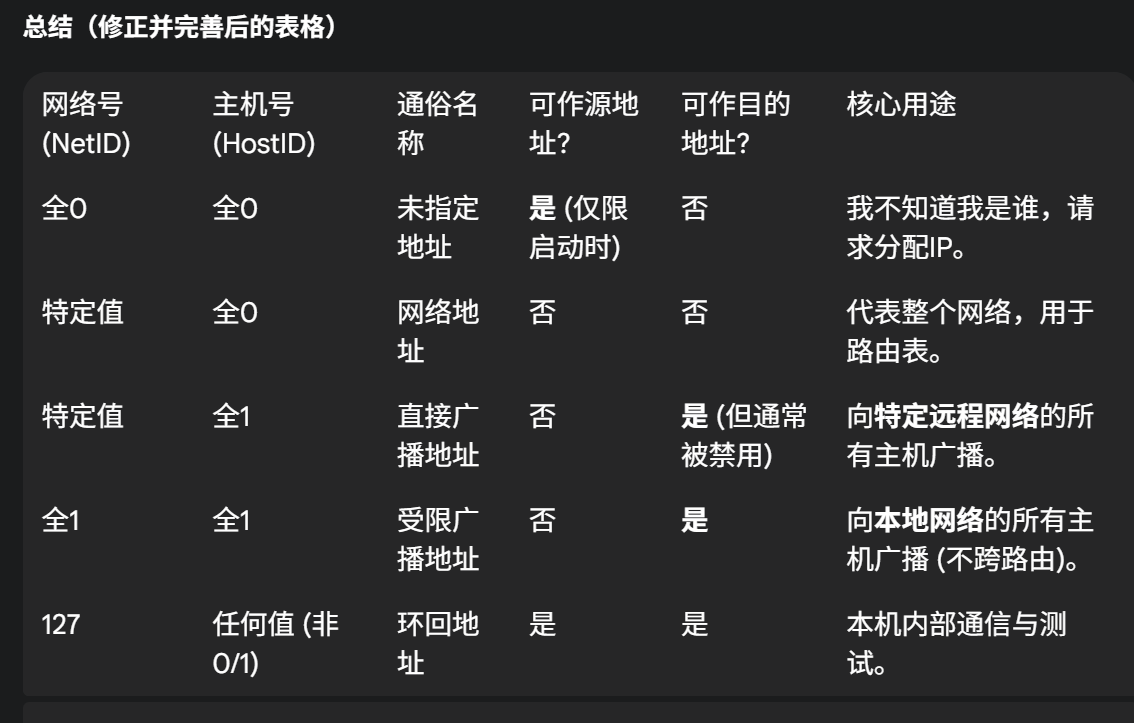 总结（修正并完善后的表格）
网络号 主机号 通俗名 可作源地 可作目的 核心用途
(NetID) (HostID) 称 址? 地址?
全0 全0 未指定 是 (仅限 否 我不知道我是谁，请
地址 启动时) 求分配IP。
特定值 全0 网络地 否 否 代表整个网络，用于
址 路由表。
特定值 全1 直接广 否 是 (但通常 向特定远程网络的所
播地址 被禁用) 有主机广播。
全1 全1 受限广 否 是 向本地网络的所有主
播地址 机广播 (不跨路由)。
127 任何值 (非 环回地 是 是 本机内部通信与测
0/1) 址 试。